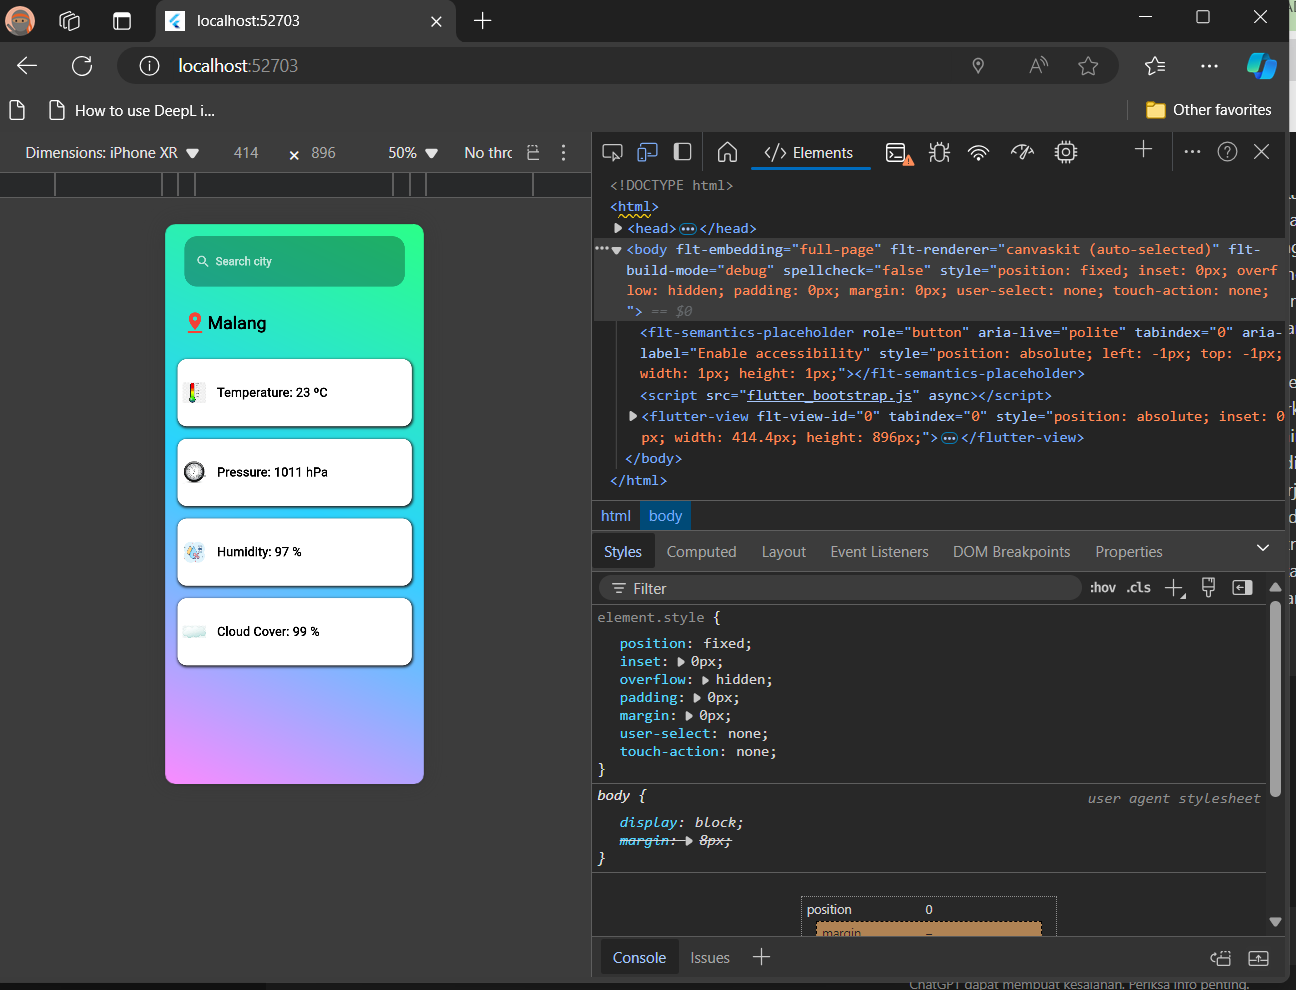 localhost:52703
localhost:52703
How to use DeepL i...
Other favorites
Dimensions: iPhone XR
414
×
896
50%
No thrc
Elements
Search city
Malang
Temperature: 23 °C
Pressure: 1011 hPa
Humidity: 97 %
Cloud Cover: 99 %
<!DOCTYPE html>
<html>
<head>…</head>
<body flt-embedding="full-page" flt-renderer="canvaskit (auto-selected)" flt-
build-mode="debug" spellcheck="false" style="position: fixed; inset: 0px; overf
low: hidden; padding: 0px; margin: 0px; user-select: none; touch-action: none;
"> == $0
<flt-semantics-placeholder role="button" aria-live="polite" tabindex="0" aria-
label="Enable accessibility" style="position: absolute; left: -1px; top: -1px;
width: 1px; height: 1px;"></flt-semantics-placeholder>
<script src="flutter_bootstrap.js" async></script>
<flutter-view flt-view-id="0" tabindex="0" style="position: absolute; inset: 0
px; width: 414.4px; height: 896px;">…</flutter-view>
</body>
</html>
html
body
Styles
Computed
Layout
Event Listeners
DOM Breakpoints
Properties
Filter
:hov
.cls
element.style {
position: fixed;
inset: 0px;
overflow: hidden;
padding: 0px;
margin: 0px;
user-select: none;
touch-action: none;
}
body {
user agent stylesheet
display: block;
margin: 8px;
}
position
0
margin
–
Console
Issues
ChatGPT dapat membuat kesalahan. Periksa info penting.